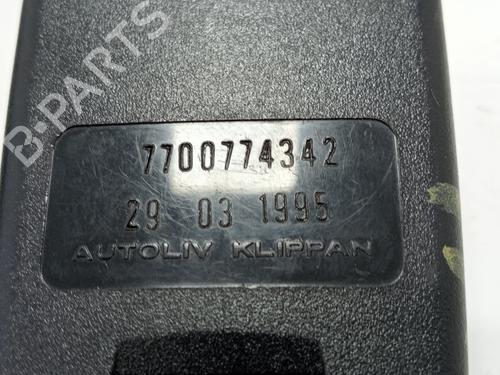 B-PARTS
7700774342
29 03 1995
AUTOLIV KLIPPAN